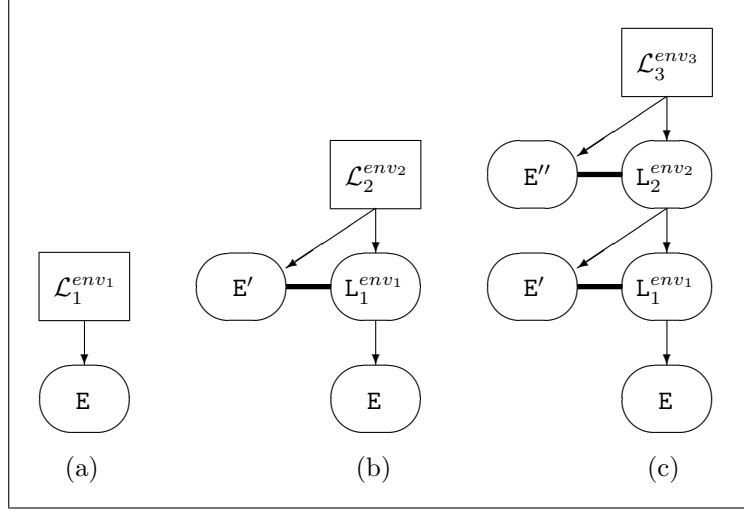 𝓛₃^{env₃}
E″ L₂^{env₂}
𝓛₂^{env₂}
E′ L₁^{env₁}
E′ L₁^{env₁}
𝓛₁^{env₁}
E
E
E
(a)
(b)
(c)